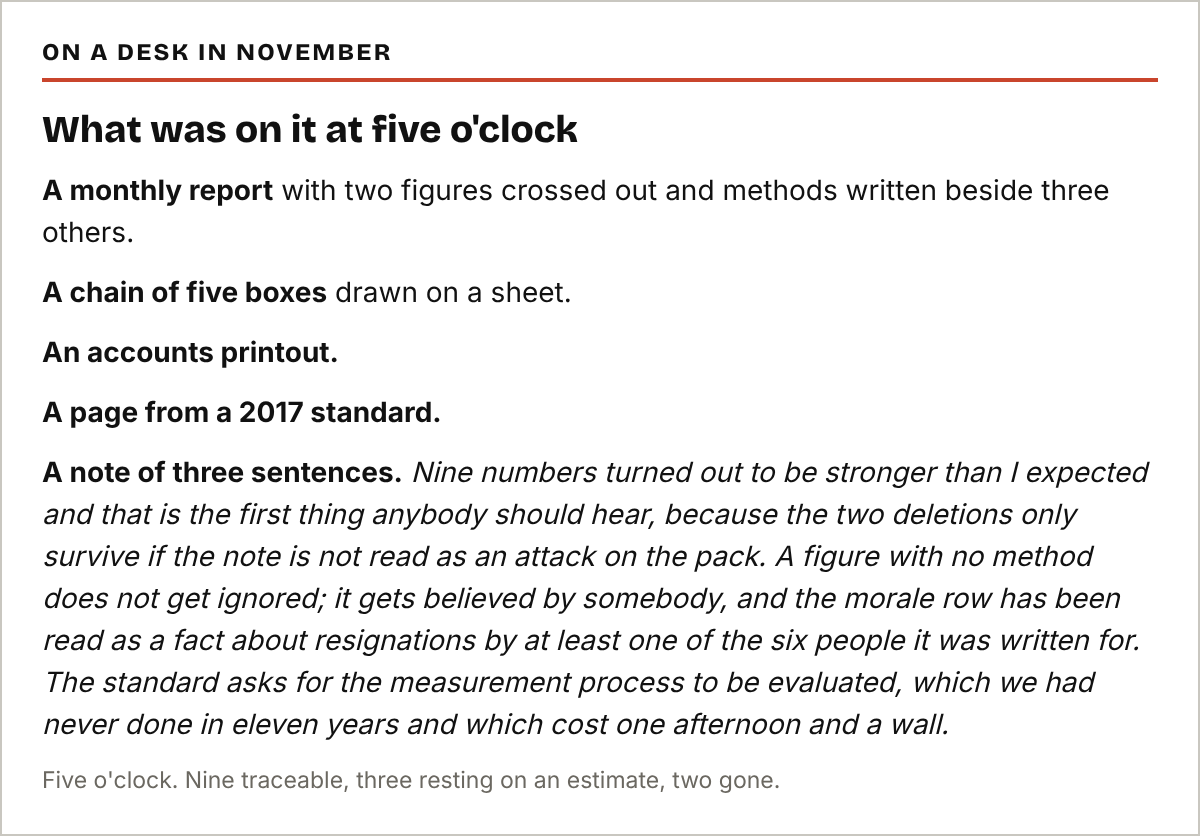 ON A DESK IN NOVEMBER
What was on it at five o'clock
A monthly report with two figures crossed out and methods written beside three
others.
A chain of five boxes drawn on a sheet.
An accounts printout.
A page from a 2017 standard.
A note of three sentences. Nine numbers turned out to be stronger than I expected
and that is the first thing anybody should hear, because the two deletions only
survive if the note is not read as an attack on the pack. A figure with no method
does not get ignored; it gets believed by somebody, and the morale row has been
read as a fact about resignations by at least one of the six people it was written for.
The standard asks for the measurement process to be evaluated, which we had
never done in eleven years and which cost one afternoon and a wall.
Five o'clock. Nine traceable, three resting on an estimate, two gone.